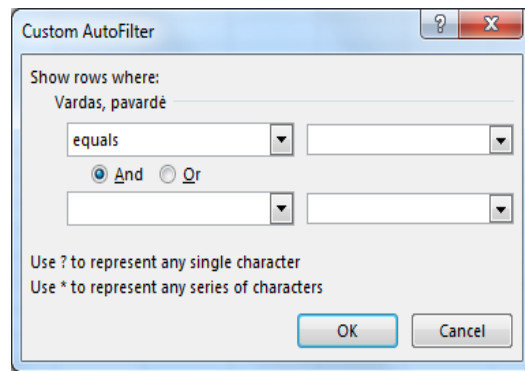 Custom AutoFilter
?
X
Show rows where:
Vardas, pavardė
equals
And Or
Use ? to represent any single character
Use * to represent any series of characters
OK Cancel